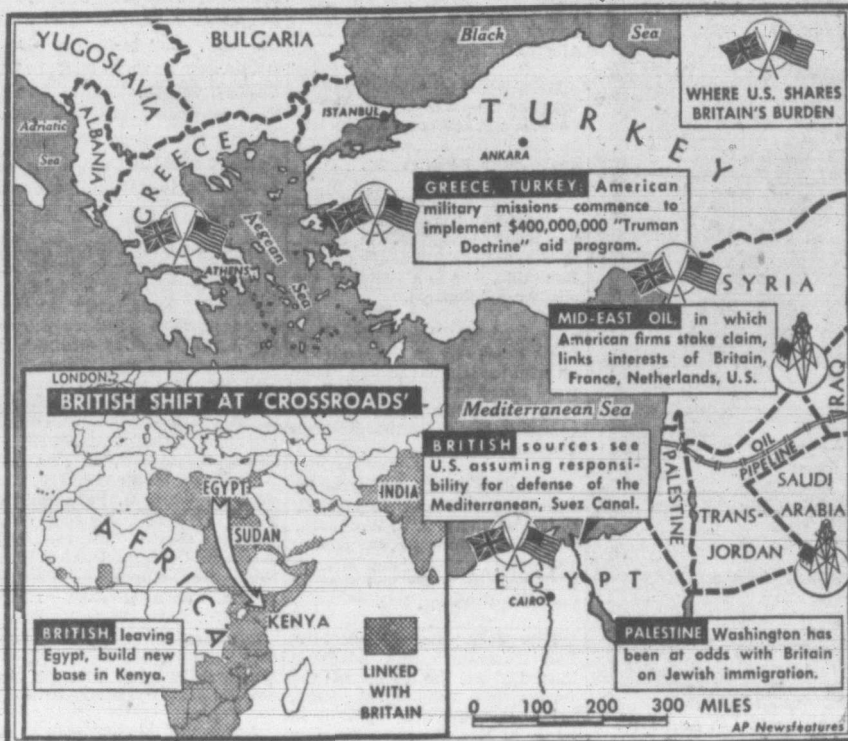 YUGOSLAVIA
BULGARIA
Black Sea
WHERE U.S. SHARES
BRITAIN'S BURDEN
Adriatic
Sea
ALBANIA
GREECE
ISTANBUL
TURKEY
ANKARA
GREECE, TURKEY: American
military missions commence to
implement $400,000,000 "Truman
Doctrine" aid program.
Aegean
Sea
ATHENS
SYRIA
MID-EAST OIL in which
American firms stake claim,
links interests of Britain,
France, Netherlands, U.S.
IRAQ
Mediterranean Sea
BRITISH sources see
U.S. assuming responsi-
bility for defense of the
Mediterranean, Suez Canal.
PALESTINE
OIL
PIPELINE
SAUDI
ARABIA
TRANS-
JORDAN
EGYPT
CAIRO
PALESTINE Washington has
been at odds with Britain
on Jewish immigration.
LONDON
BRITISH SHIFT AT 'CROSSROADS'
EGYPT
INDIA
SUDAN
AFRICA
KENYA
BRITISH, leaving
Egypt, build new
base in Kenya.
LINKED
WITH
BRITAIN
0 100 200 300 MILES
AP Newsfeatures